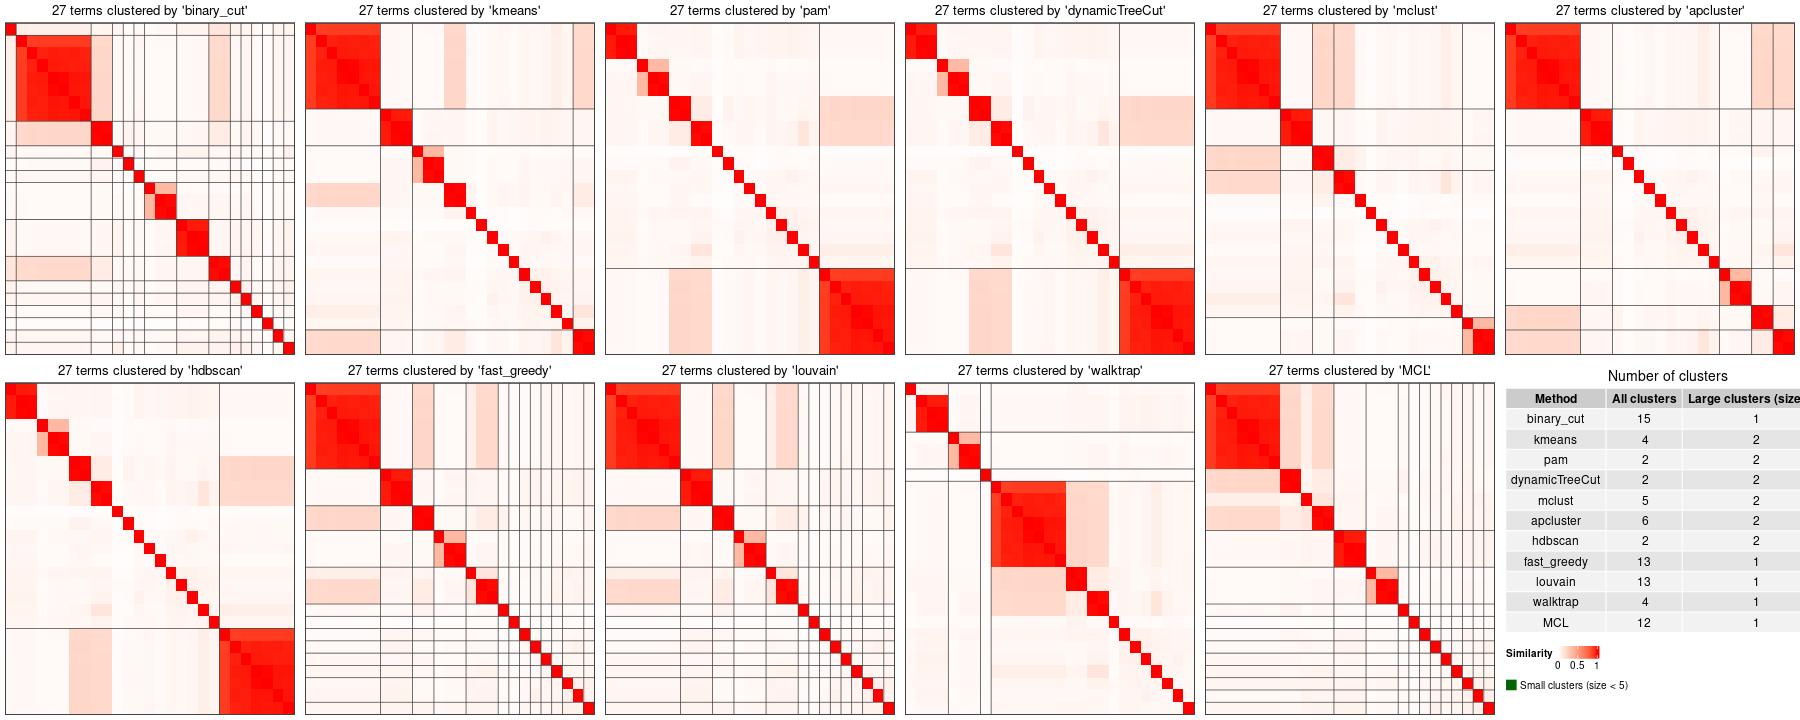 27 terms clustered by 'binary_cut'
27 terms clustered by 'kmeans'
27 terms clustered by 'pam'
27 terms clustered by 'dynamicTreeCut'
27 terms clustered by 'mclust'
27 terms clustered by 'apcluster'
27 terms clustered by 'hdbscan'
27 terms clustered by 'fast_greedy'
27 terms clustered by 'louvain'
27 terms clustered by 'walktrap'
27 terms clustered by 'MCL'
Number of clusters
Method All clusters Large clusters (size
binary_cut 15 1
kmeans 4 2
pam 2 2
dynamicTreeCut 2 2
mclust 5 2
apcluster 6 2
hdbscan 2 2
fast_greedy 13 1
louvain 13 1
walktrap 4 1
MCL 12 1
Similarity
0 0.5 1
Small clusters (size < 5)